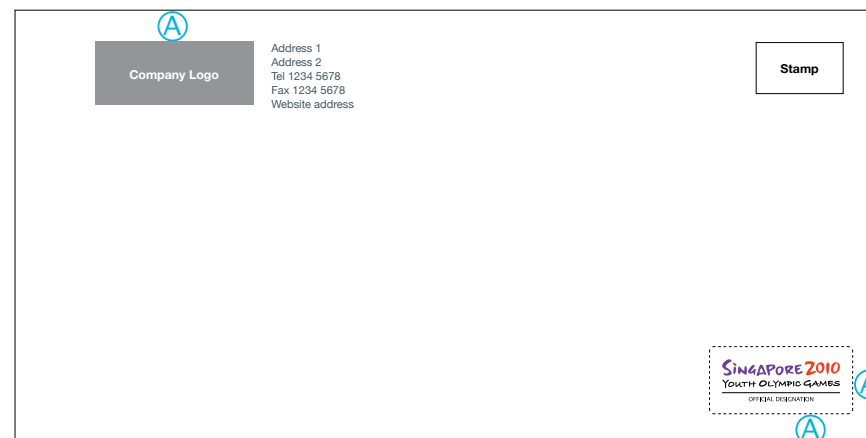 A
Company Logo
Address 1
Address 2
Tel 1234 5678
Fax 1234 5678
Website address
Stamp
SiNGAPORE 2010
YOUTH OLYMPIC GAMES
OFFICIAL DESIGNATION
A
A